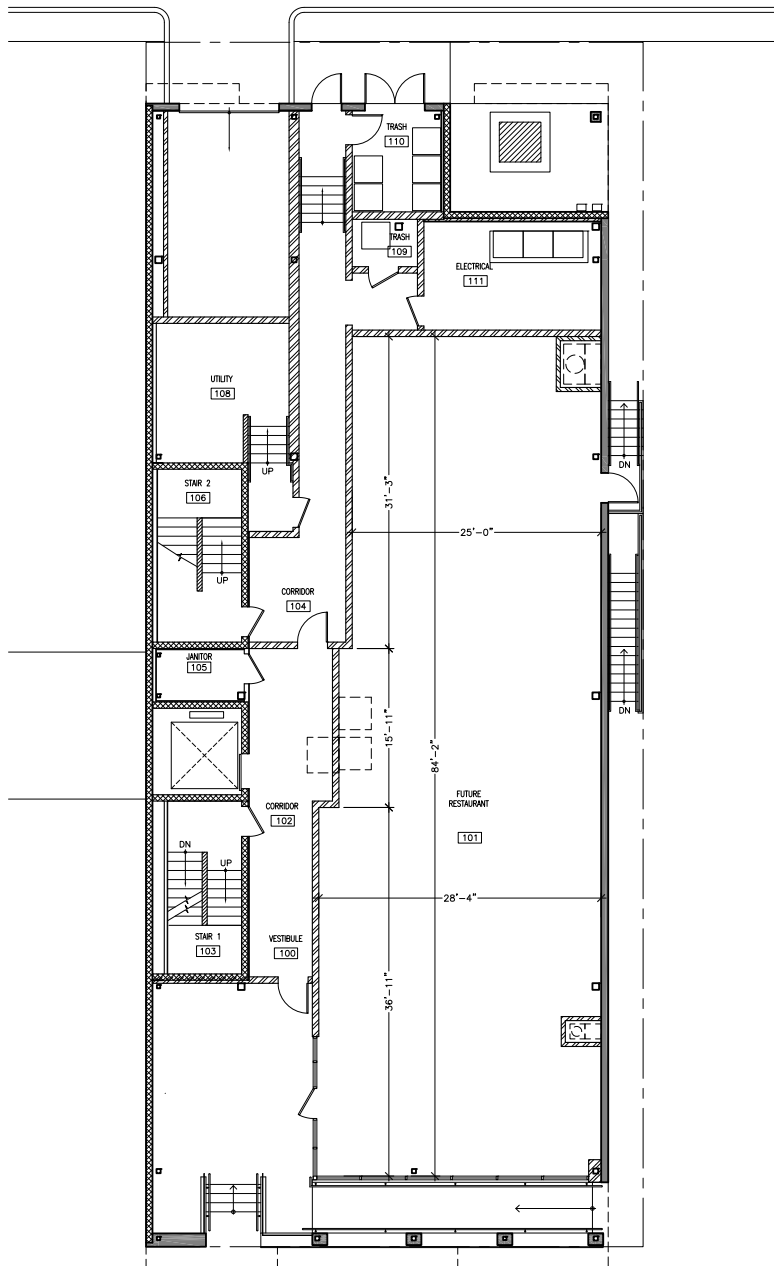 TRASH
110
TRASH
109
ELECTRICAL
111
UTILITY
108
UP
DN
STAIR 2
106
31'-3"
25'-0"
UP
CORRIDOR
104
JANITOR
105
DN
15'-11"
84'-2"
CORRIDOR
102
FUTURE
RESTAURANT
101
DN
UP
28'-4"
STAIR 1
103
VESTIBULE
100
36'-11"